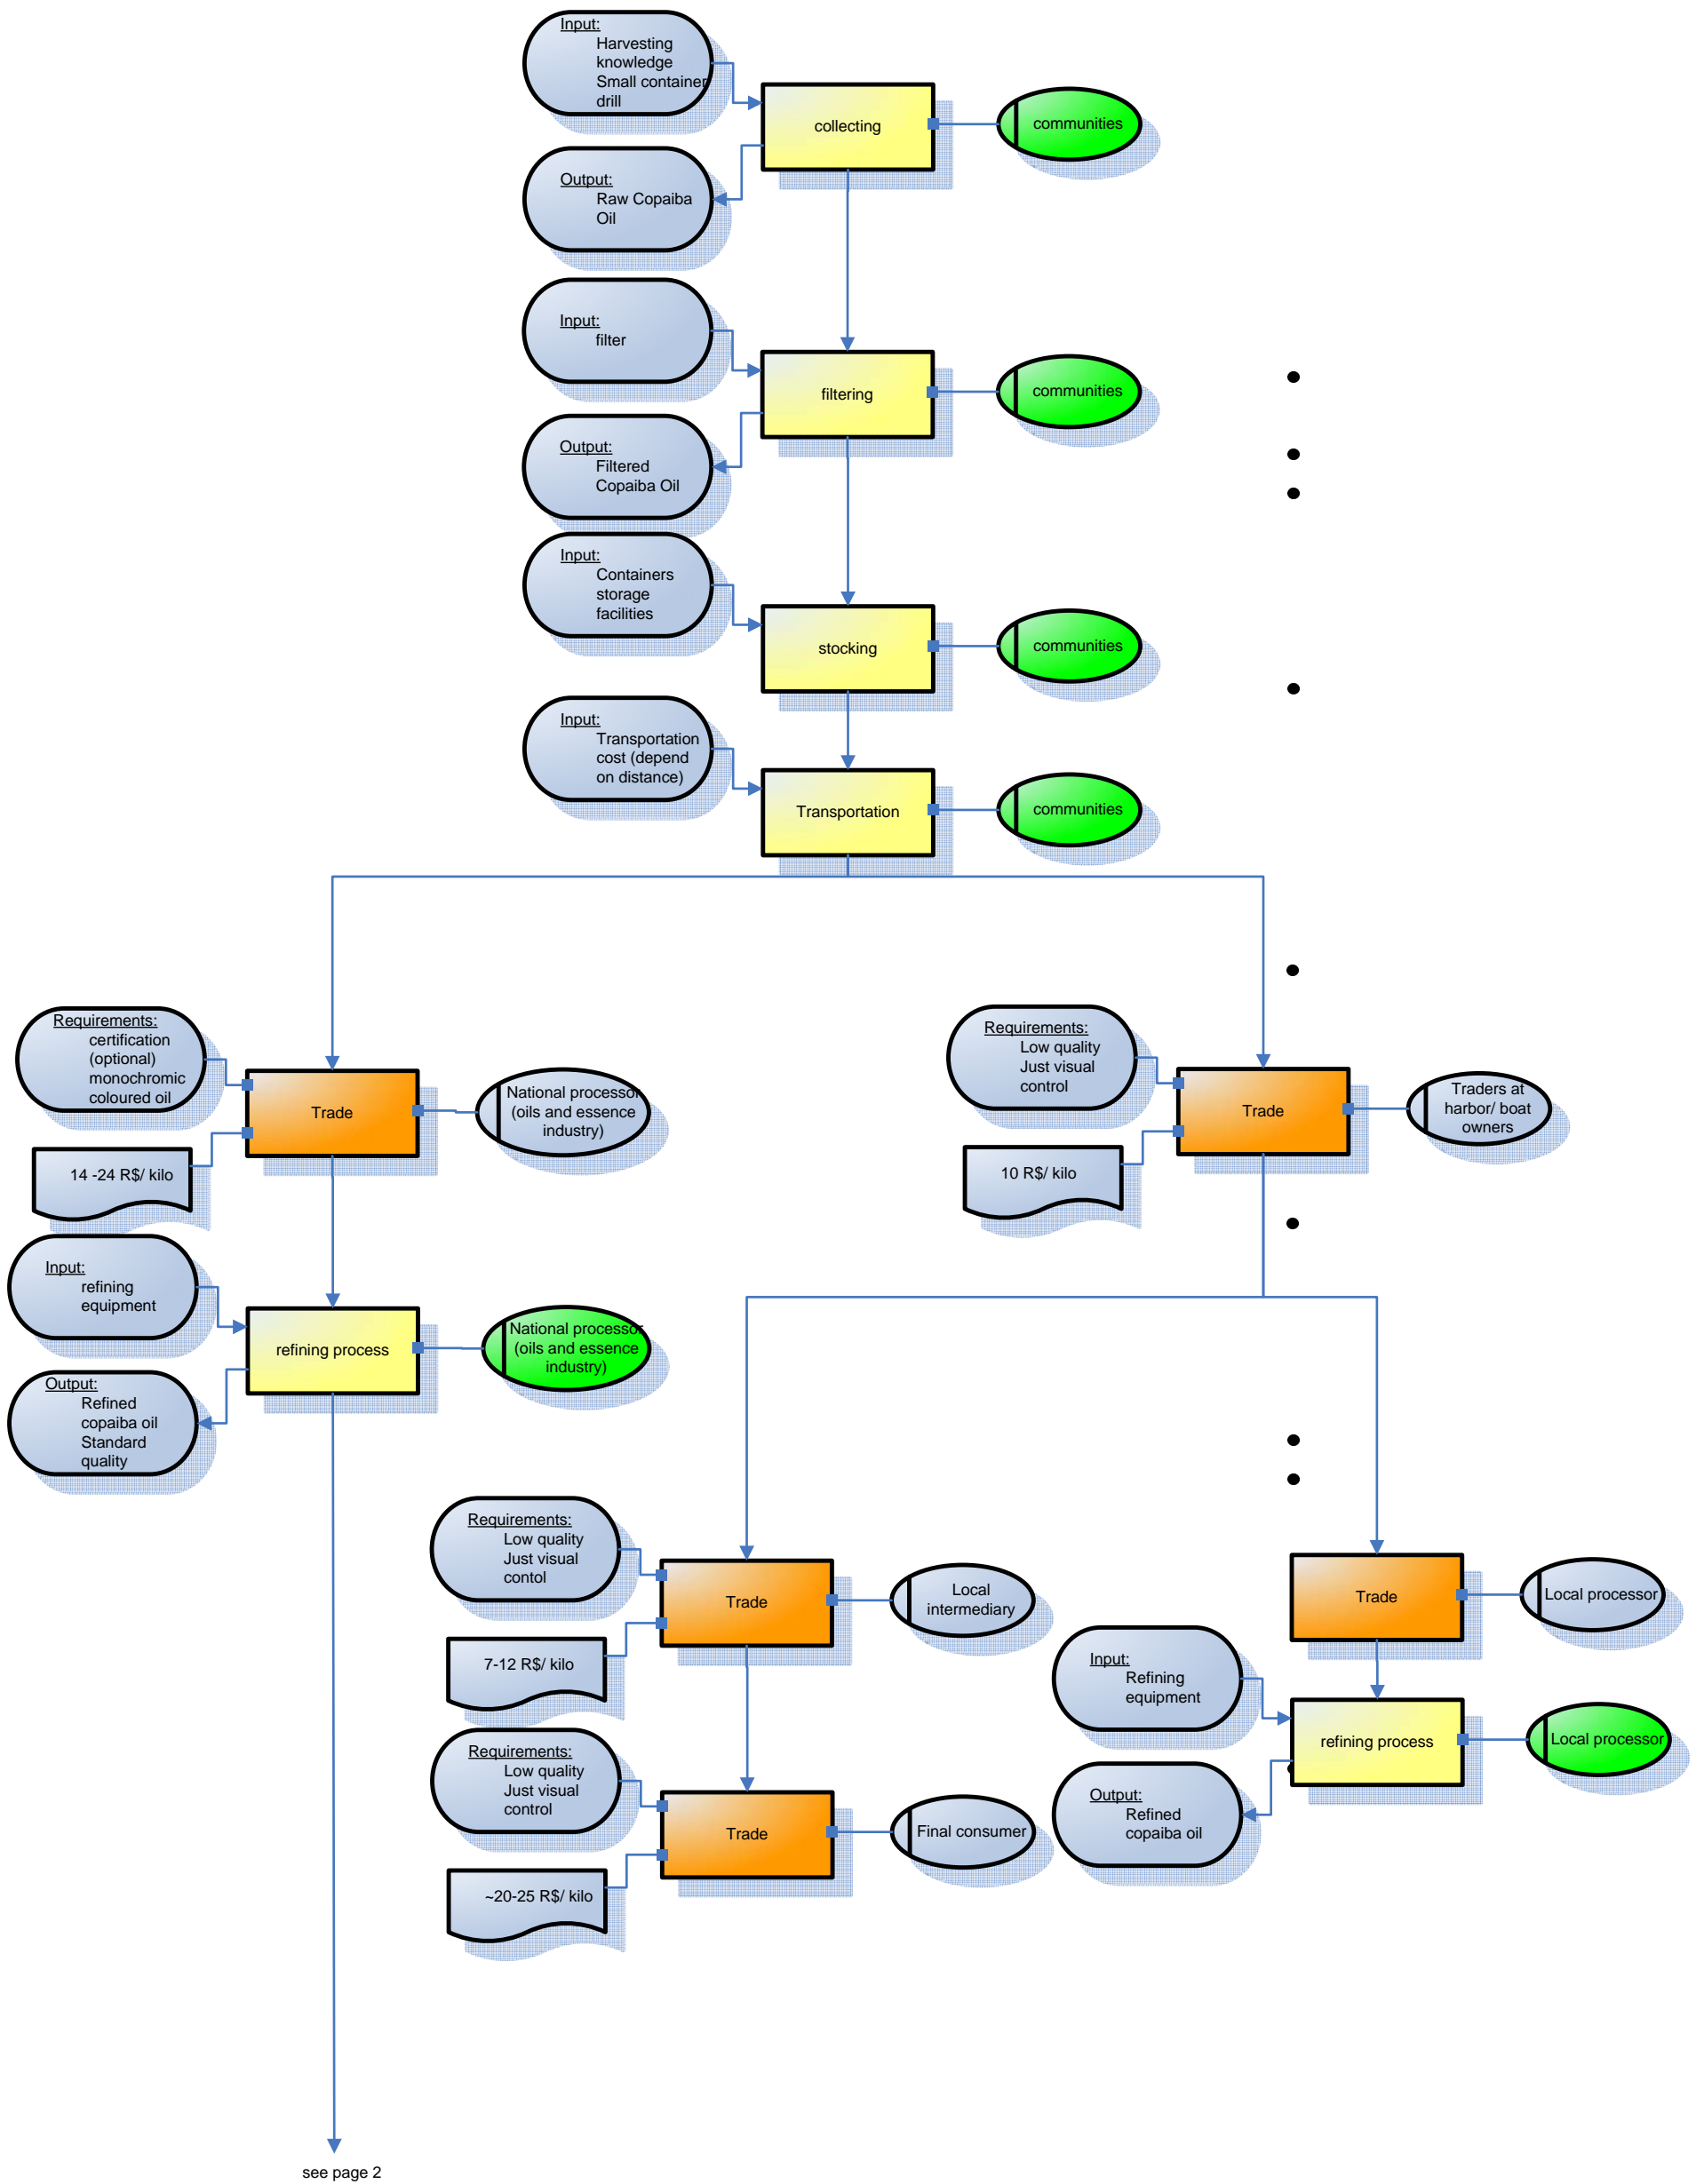 Input:
Harvesting
knowledge
Small container
drill
collecting
communities
Output:
Raw Copaiba
Oil
Input:
filter
filtering
communities
Output:
Filtered
Copaiba Oil
Input:
Containers
storage
facilities
stocking
communities
Input:
Transportation
cost (depend
on distance)
Transportation
communities
Requirements:
certification
(optional)
monochromic
coloured oil
Trade
National processor
(oils and essence
industry)
14 -24 R$/ kilo
Requirements:
Low quality
Just visual
control
Trade
Traders at
harbor/ boat
owners
10 R$/ kilo
Input:
refining
equipment
refining process
National processor
(oils and essence
industry)
Output:
Refined
copaiba oil
Standard
quality
Requirements:
Low quality
Just visual
contol
Trade
Local
intermediary
7-12 R$/ kilo
Trade
Local processor
Input:
Refining
equipment
refining process
Local processor
Output:
Refined
copaiba oil
Requirements:
Low quality
Just visual
control
Trade
Final consumer
~20-25 R$/ kilo
see page 2